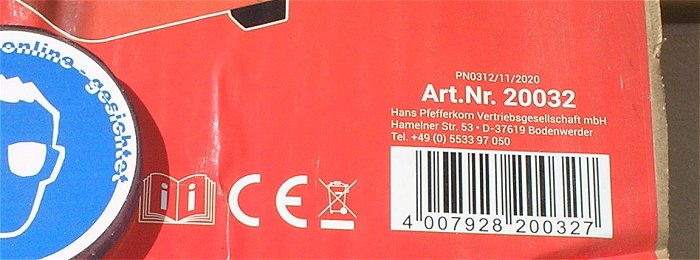 online-gesichtet
PN0312/11/2020
Art.Nr. 20032
Hans Pfefferkorn Vertriebsgesellschaft mbH
Hamelner Str. 53 • D-37619 Bodenwerder
Tel. +49 (0) 5533 97 050
i i
CE
4 007928 200327